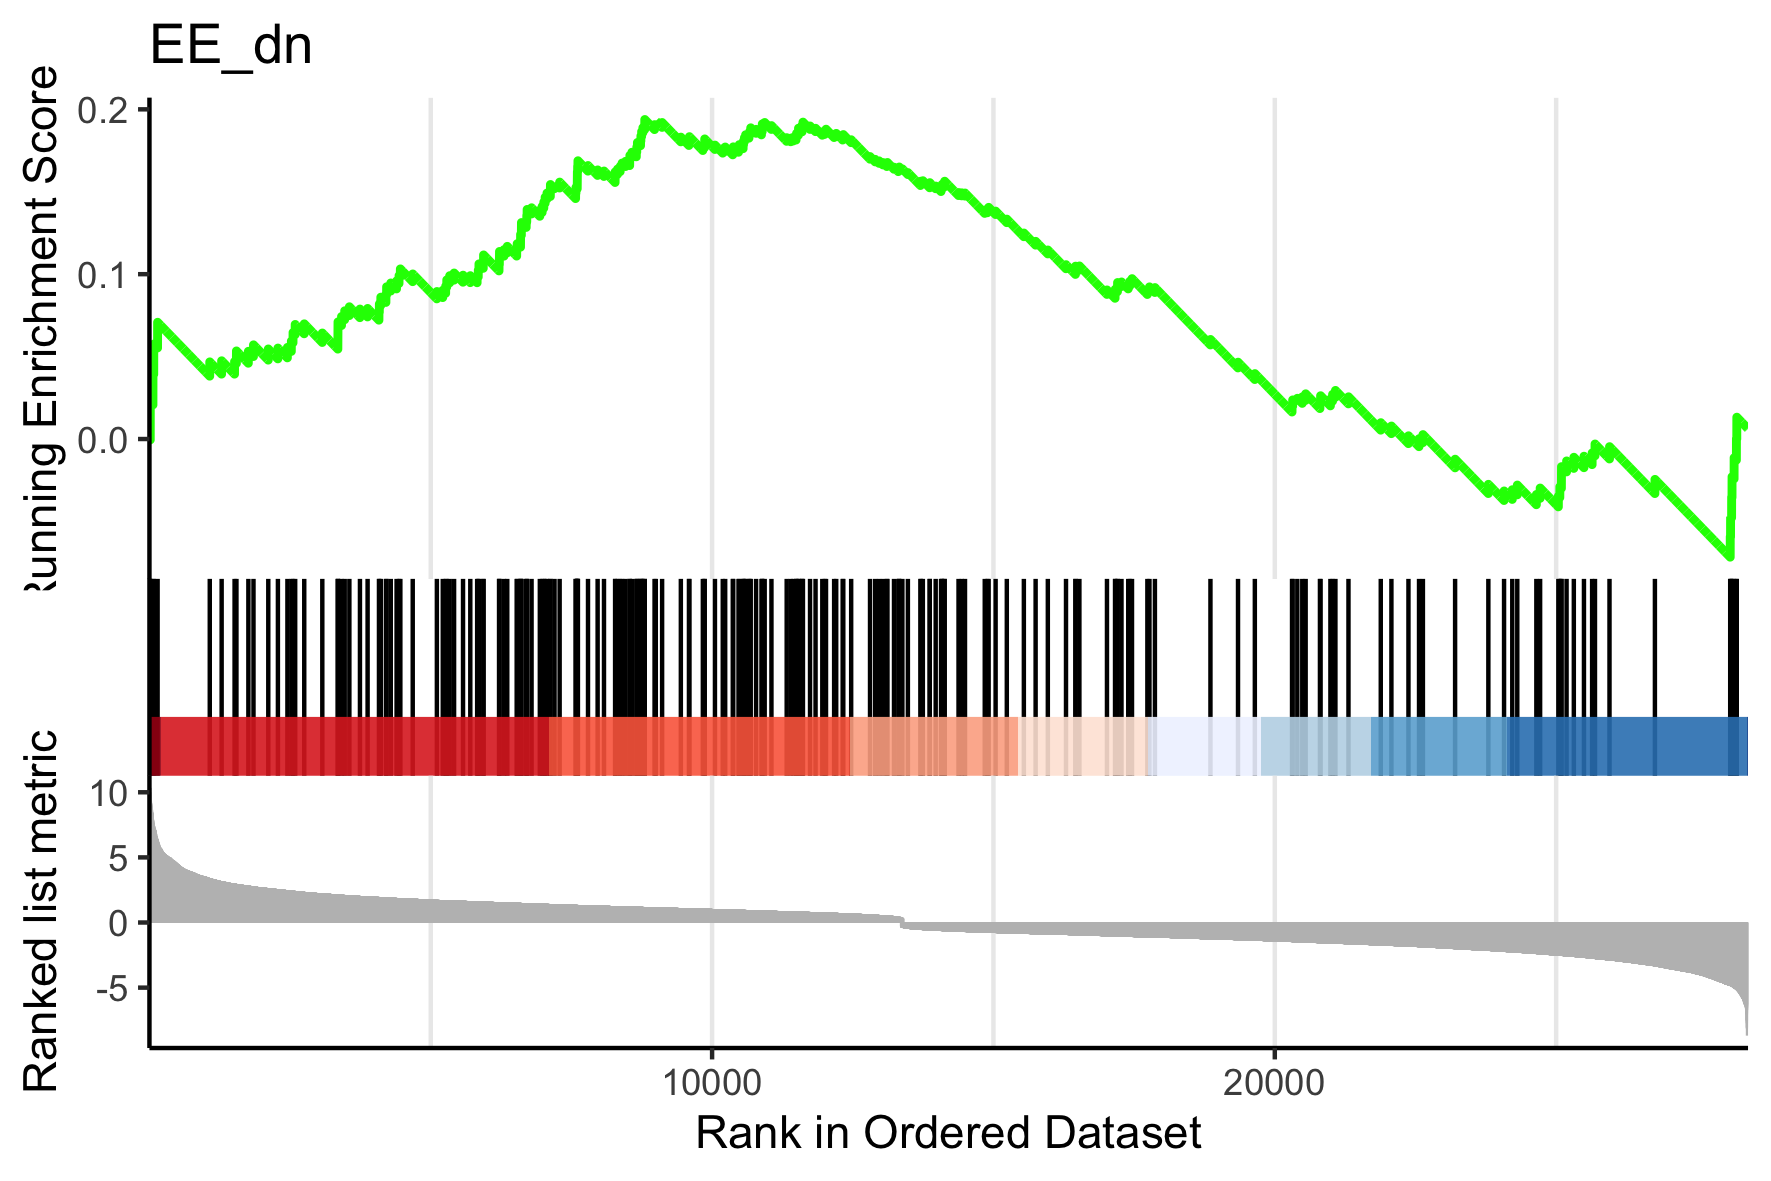 EE_dn
Running Enrichment Score
0.2
0.1
0.0
Ranked list metric
10
5
0
-5
10000
20000
Rank in Ordered Dataset